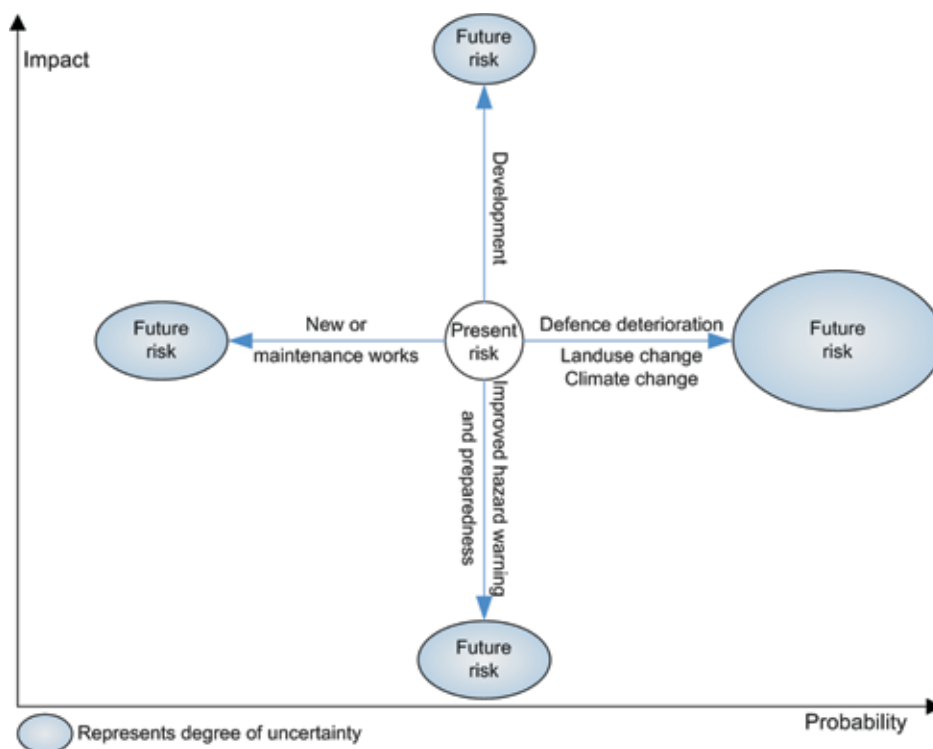 Impact
Future
risk
Development
Future
risk
New or
maintenance works
Present
risk
Defence deterioration
Landuse change
Climate change
Future
risk
Improved hazard warning
and preparedness
Future
risk
Represents degree of uncertainty
Probability